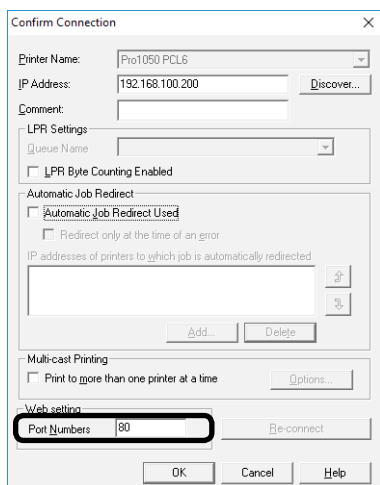 Confirm Connection
Printer Name: Pro1050 PCL6
IP Address: 192.168.100.200 Discover...
Comment:
LPR Settings
Queue Name
LPR Byte Counting Enabled
Automatic Job Redirect
Automatic Job Redirect Used
Redirect only at the time of an error
IP addresses of printers to which job is automatically redirected
Add... Delete
Multi-cast Printing
Print to more than one printer at a time Options...
Web setting
Port Numbers 80 Re-connect
OK Cancel Help